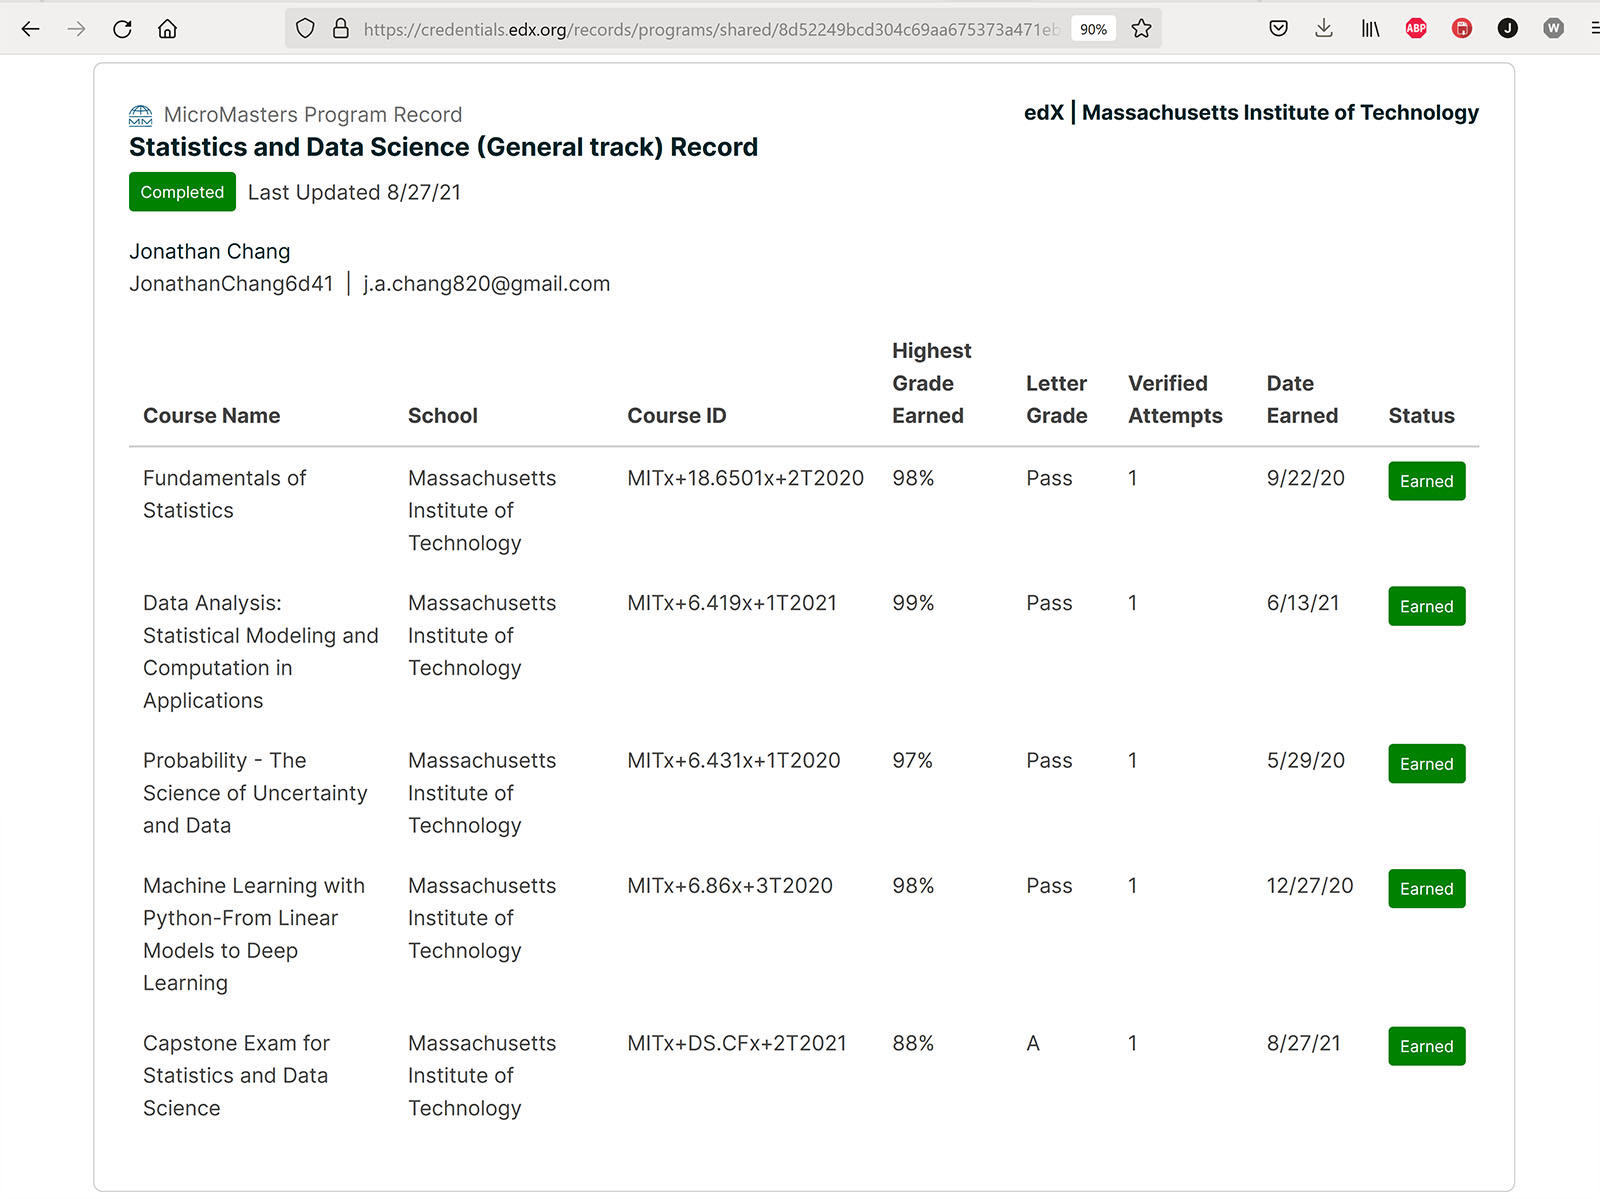 https://credentials.edx.org/records/programs/shared/8d52249bcd304c69aa675373a471eb
90%
ABP
J
W
MM
MicroMasters Program Record
edX | Massachusetts Institute of Technology
Statistics and Data Science (General track) Record
Completed Last Updated 8/27/21
Jonathan Chang
JonathanChang6d41 | j.a.chang820@gmail.com
Highest
Grade Letter Verified Date
Course Name School Course ID Earned Grade Attempts Earned Status
Fundamentals of Massachusetts MITx+18.6501x+2T2020 98% Pass 1 9/22/20 Earned
Statistics Institute of
Technology
Data Analysis: Massachusetts MITx+6.419x+1T2021 99% Pass 1 6/13/21 Earned
Statistical Modeling and Institute of
Computation in Technology
Applications
Probability - The Massachusetts MITx+6.431x+1T2020 97% Pass 1 5/29/20 Earned
Science of Uncertainty Institute of
and Data Technology
Machine Learning with Massachusetts MITx+6.86x+3T2020 98% Pass 1 12/27/20 Earned
Python-From Linear Institute of
Models to Deep Technology
Learning
Capstone Exam for Massachusetts MITx+DS.CFx+2T2021 88% A 1 8/27/21 Earned
Statistics and Data Institute of
Science Technology